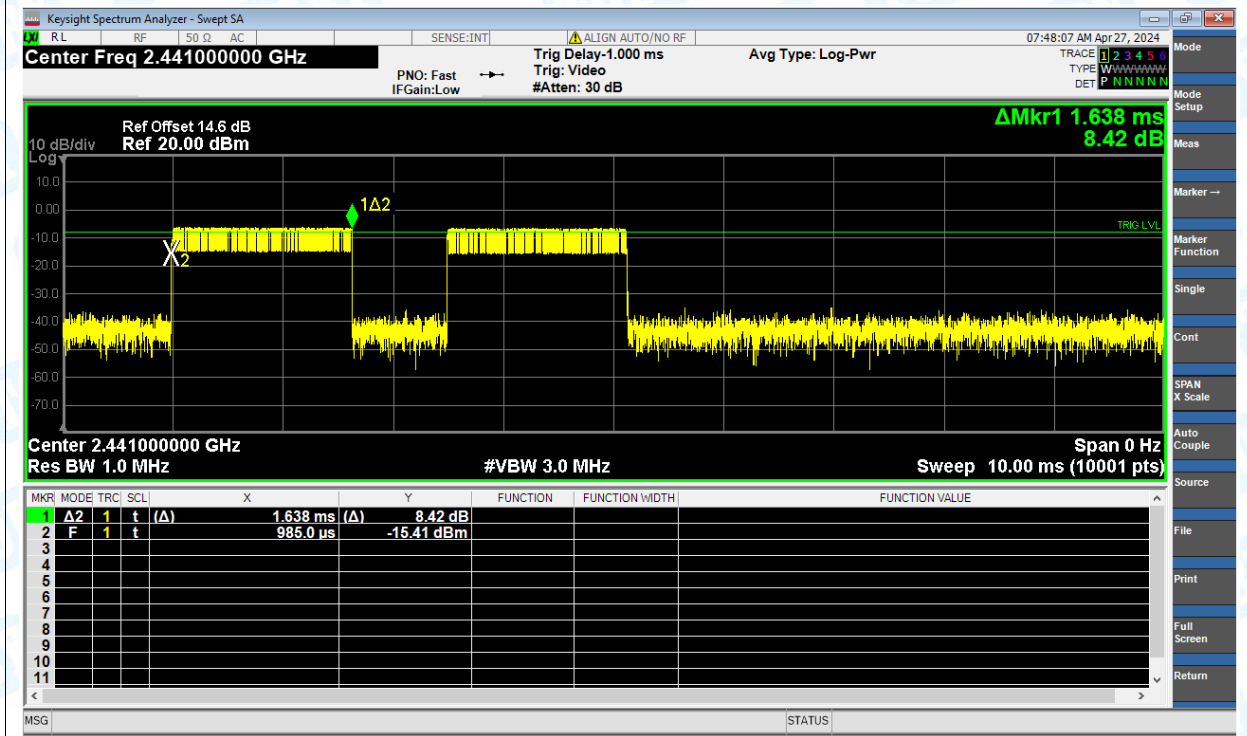 Keysight Spectrum Analyzer - Swept SA
LXI RL RF 50 Ω AC SENSE:INT ALIGN AUTO/NO RF 07:48:07 AM Apr 27, 2024
Center Freq 2.441000000 GHz
PNO: Fast
IFGain:Low
Trig Delay-1.000 ms
Trig: Video
#Atten: 30 dB
Avg Type: Log-Pwr
TRACE 1 2 3 4 5 6
TYPE WWWWWW
DET P N N N N N
ΔMkr1 1.638 ms
8.42 dB
Ref Offset 14.6 dB
10 dB/div Ref 20.00 dBm
Log
10.0
0.00
-10.0
-20.0
-30.0
-40.0
-50.0
-60.0
-70.0
1Δ2
2
TRIG LVL
Center 2.441000000 GHz Span 0 Hz
Res BW 1.0 MHz #VBW 3.0 MHz Sweep 10.00 ms (10001 pts)
MKR MODE TRC SCL X Y FUNCTION FUNCTION WIDTH FUNCTION VALUE
1 Δ2 1 t (Δ) 1.638 ms (Δ) 8.42 dB
2 F 1 t 985.0 µs -15.41 dBm
3
4
5
6
7
8
9
10
11
MSG STATUS
Mode
Mode Setup
Meas
Marker →
Marker Function
Single
Cont
SPAN X Scale
Auto Couple
Source
File
Print
Full Screen
Return